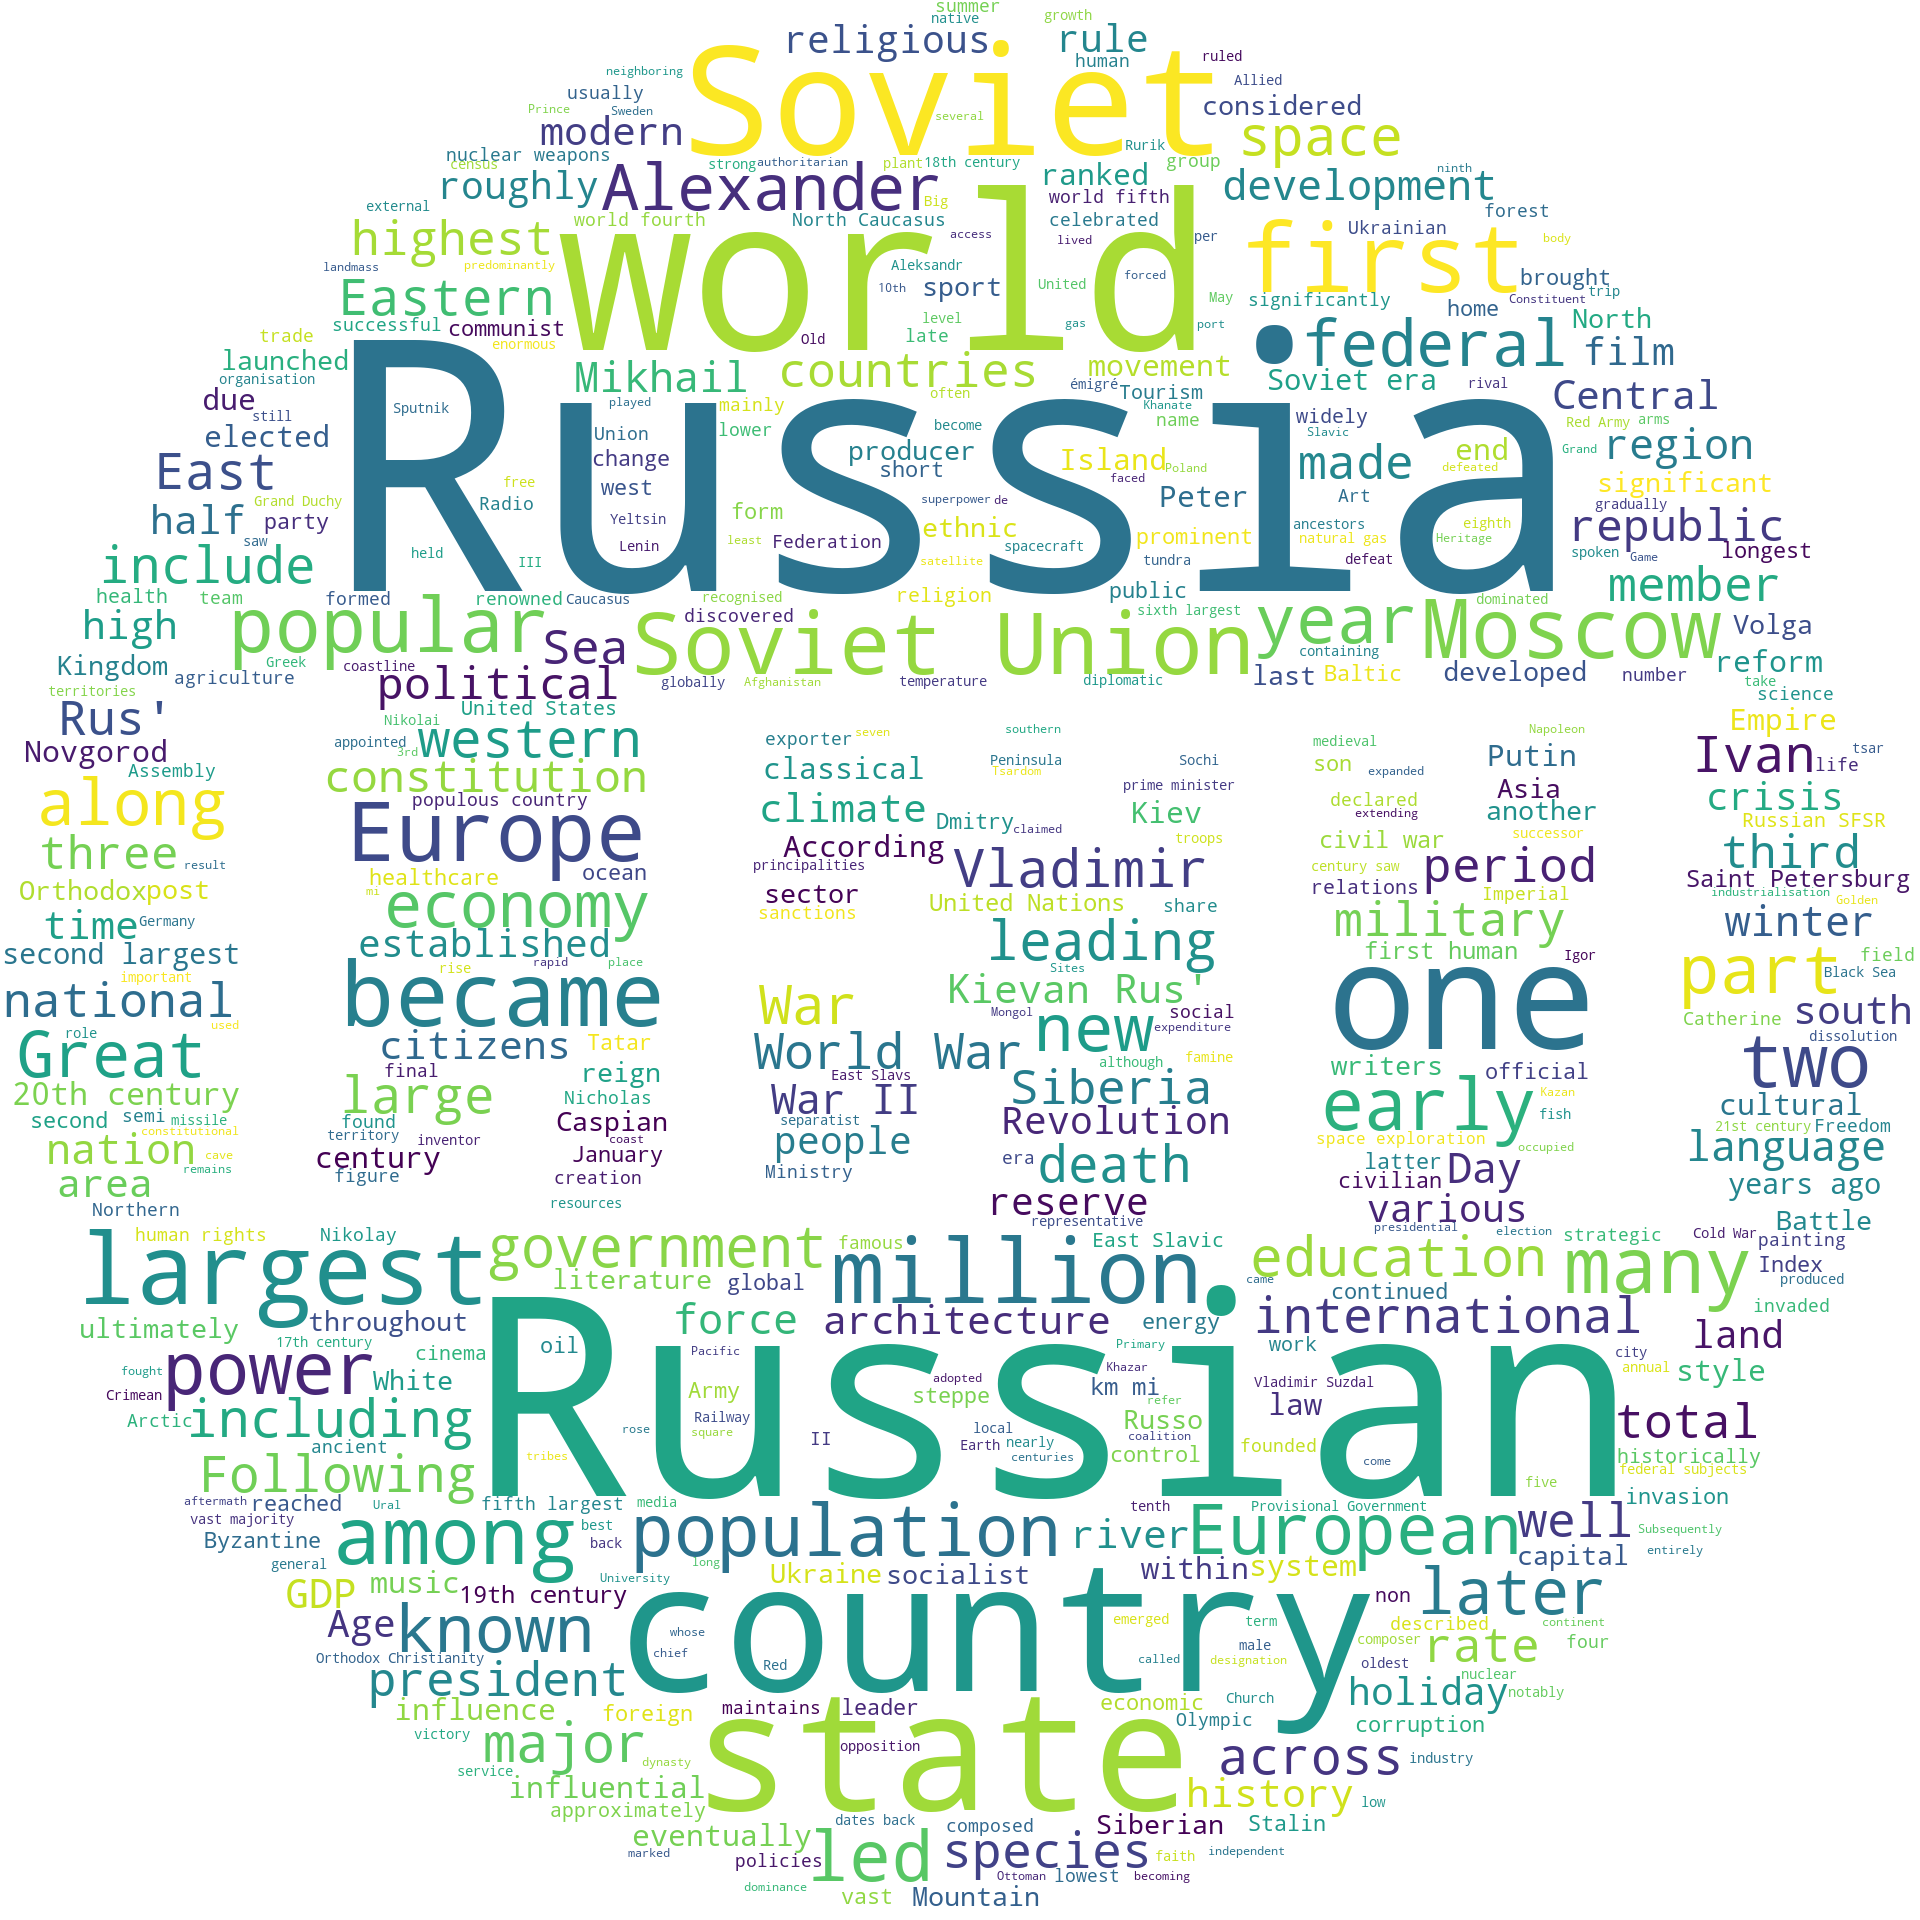 summer
native
growth
religious
Soviet
rule
human
ruled
neighboring
usually
Allied
Prince
Sweden
several
considered
modern
space
nuclear weapons
Rurik
census
strong
authoritarian
plant
18th century
group
ninth
roughly
Alexander
ranked
development
external
Big
world fifth
forest
world fourth
North Caucasus
celebrated
Ukrainian
highest
world
access
lived
per
first
body
landmass
predominantly
Aleksandr
forced
brought
Eastern
10th
sport
United
May
significantly
Constituent
trip
home
successful
communist
level
gas
port
North
trade
enormous
Old
late
federal
film
launched
Mikhail
countries
movement
Soviet era
rival
organisation
émigré
Tourism
Central
due
Sputnik
played
mainly
often
Khanate
widely
still
Russia
name
Red Army
arms
elected
Union
lower
become
Slavic
region
East
change
producer
Island
Poland
made
end
defeated
Grand
short
faced
significant
Grand Duchy
free
west
superpower
de
Peter
Art
gradually
half
party
Radio
Yeltsin
form
ethnic
prominent
ancestors
eighth
republic
saw
held
III
Lenin
least
Federation
spacecraft
natural gas
Heritage
longest
include
satellite
tundra
defeat
spoken
Game
member
health
team
formed
renowned
Caucasus
recognised
religion
public
dominated
high
popular
discovered
sixth largest
year
Moscow
Volga
Kingdom
Greek
coastline
Sea
Soviet Union
containing
reform
agriculture
globally
Afghanistan
temperature
diplomatic
last
Baltic
developed
number
take
territories
political
science
Rus'
Nikolai
United States
southern
Napoleon
Empire
appointed
western
exporter
seven
medieval
Novgorod
3rd
Peninsula
Sochi
Putin
Ivan
tsar
Assembly
constitution
classical
Tsardom
son
expanded
life
along
populous country
prime minister
Asia
crisis
climate
Kiev
declared
extending
another
Europe
Dmitry
claimed
Russian SFSR
three
According
troops
civil war
successor
third
result
principalities
Vladimir
century saw
period
healthcare
ocean
Saint Petersburg
Orthodox
post
mi
sector
relations
Imperial
industrialisation
Golden
economy
sanctions
United Nations
share
military
time
Germany
winter
second largest
established
leading
first human
Igor
field
important
rise
rapid
place
Sites
one
part
Black Sea
national
became
War
Kievan Rus'
Mongol
social
Catherine
south
role
used
expenditure
dissolution
Great
citizens
Tatar
World War
new
although
famine
writers
official
two
final
reign
East Slavs
20th century
large
Nicholas
War II
Siberia
early
Kazan
cultural
second
semi
missile
found
Caspian
separatist
Revolution
fish
21st century
Freedom
constitutional
territory
inventor
coast
people
space exploration
occupied
language
nation
cave
century
January
era
death
latter
remains
figure
creation
Ministry
civilian
Day
area
years ago
Northern
resources
reserve
various
representative
Battle
human rights
Nikolay
government
famous
East Slavic
presidential
election
strategic
Cold War
painting
largest
million
education
many
Index
literature
global
came
continued
produced
ultimately
throughout
force
architecture
energy
international
invaded
17th century
oil
work
land
Primary
city
power
cinema
Pacific
Khazar
annual
fought
White
adopted
Vladimir Suzdal
style
Crimean
Army
steppe
km mi
refer
law
Arctic
including
Railway
Russo
total
rose
square
local
coalition
ancient
tribes
II
Earth
nearly
centuries
control
founded
come
historically
Russian
federal subjects
Following
five
aftermath
reached
Ural
fifth largest
media
tenth
Provisional Government
invasion
vast majority
best
Subsequently
Byzantine
among
back
population
river
European
well
entirely
general
long
capital
GDP
music
University
Ukraine
socialist
within
system
19th century
non
later
Age
known
country
emerged
term
described
continent
whose
composer
four
Orthodox Christianity
chief
Red
called
male
designation
oldest
rate
president
nuclear
influence
foreign
maintains
leader
economic
Church
holiday
notably
victory
Olympic
corruption
major
state
opposition
service
dynasty
across
industry
influential
history
approximately
low
dates back
composed
Siberian
Stalin
eventually
led
species
marked
policies
faith
independent
dominance
Ottoman
lowest
becoming
vast
Mountain